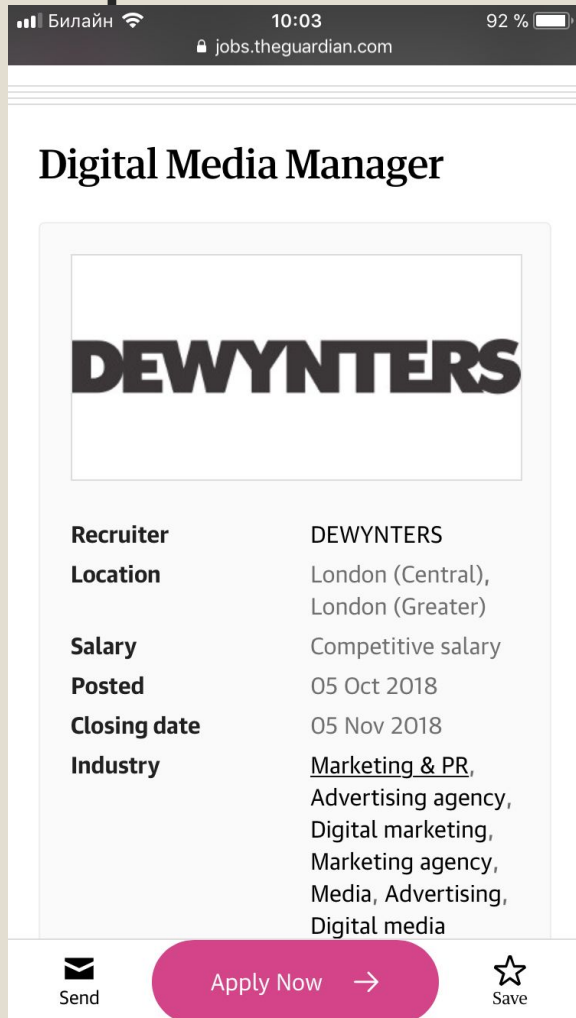 Билайн 10:03 92 %
jobs.theguardian.com
Digital Media Manager
DEWYNTERS
Recruiter DEWYNTERS
Location London (Central),
London (Greater)
Salary Competitive salary
Posted 05 Oct 2018
Closing date 05 Nov 2018
Industry Marketing & PR,
Advertising agency,
Digital marketing,
Marketing agency,
Media, Advertising,
Digital media
Send Apply Now → Save